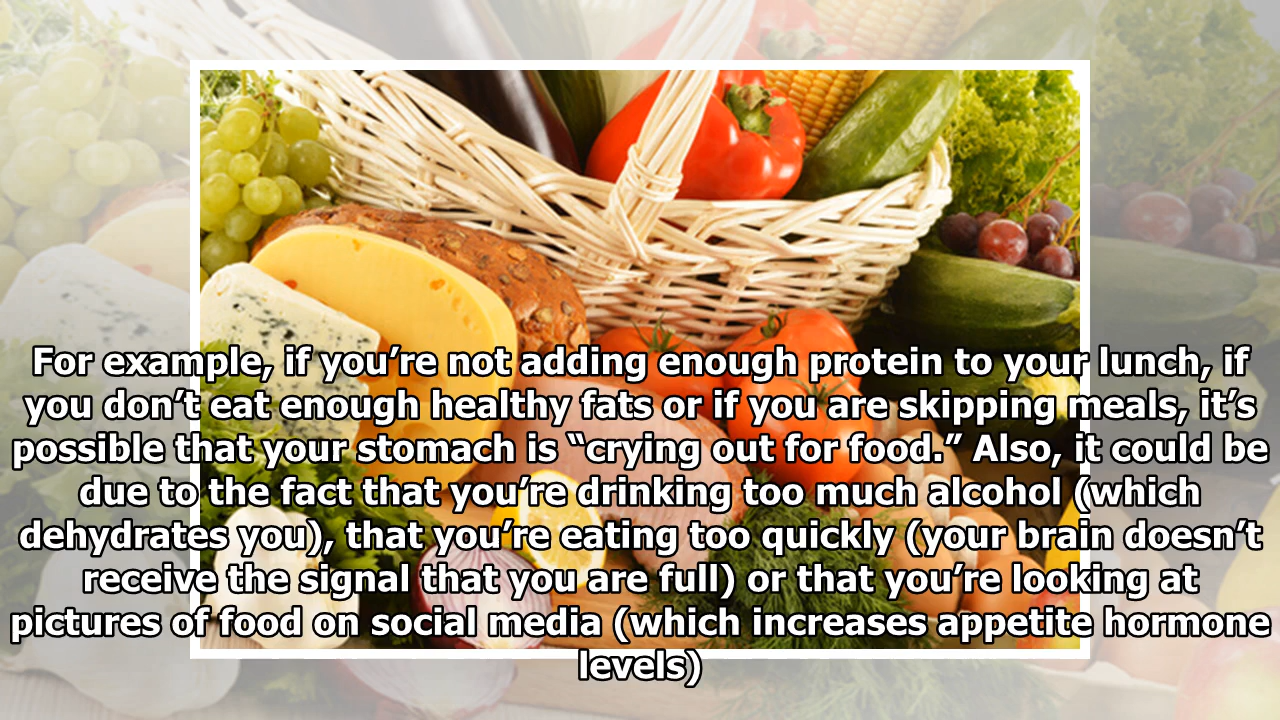 For example, if you’re not adding enough protein to your lunch, if
you don’t eat enough healthy fats or if you are skipping meals, it’s
possible that your stomach is “crying out for food.” Also, it could be
due to the fact that you’re drinking too much alcohol (which
dehydrates you), that you’re eating too quickly (your brain doesn’t
receive the signal that you are full) or that you’re looking at
pictures of food on social media (which increases appetite hormone
levels)